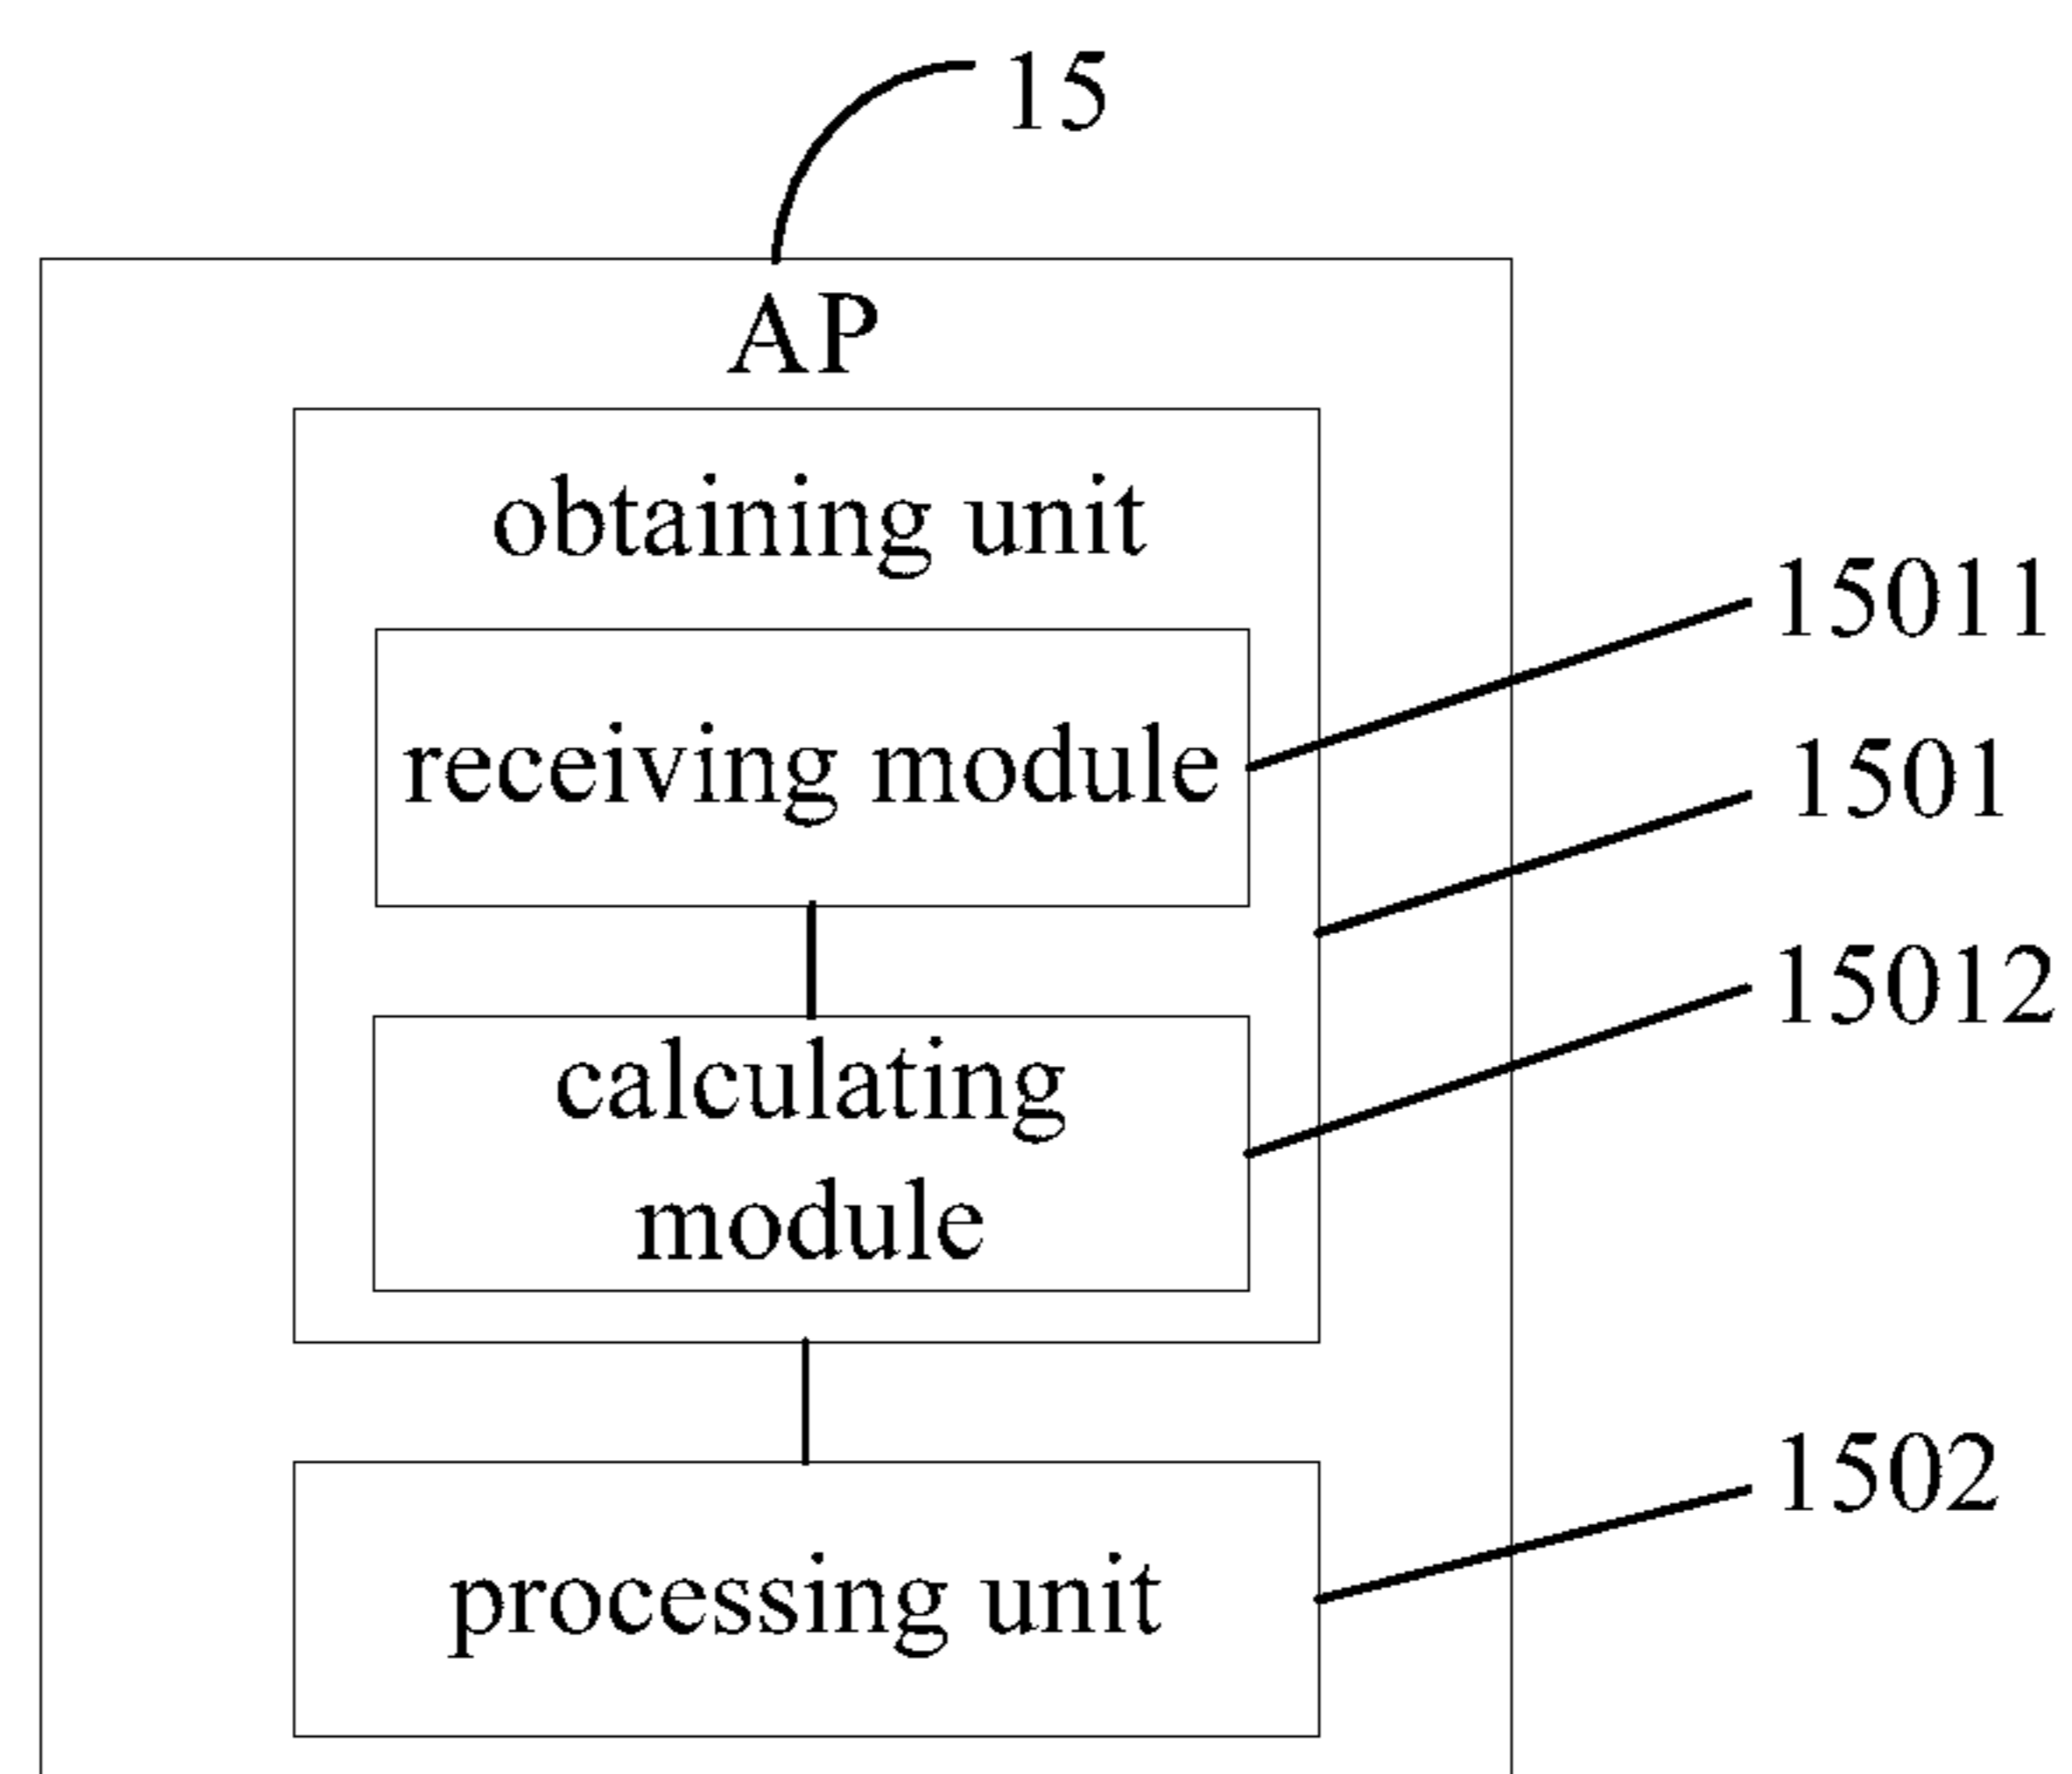 15
AP
obtaining unit
15011
receiving module
1501
15012
calculating
module
1502
processing unit